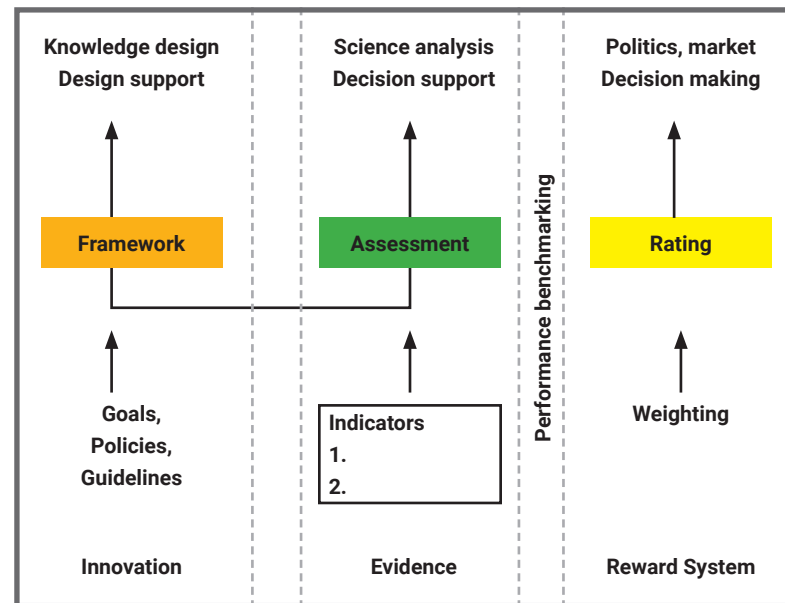 Knowledge design
Design support
Science analysis
Decision support
Politics, market
Decision making
Framework
Assessment
Performance benchmarking
Rating
Goals,
Policies,
Guidelines
Indicators
1.
2.
Weighting
Innovation
Evidence
Reward System